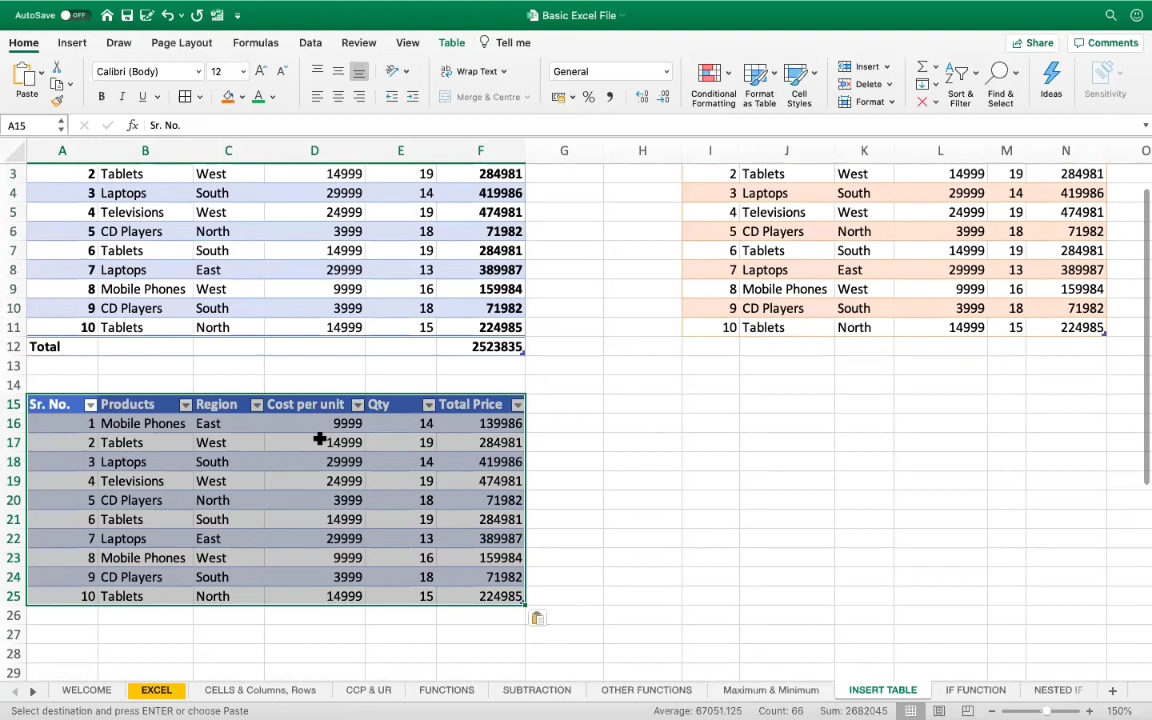 AutoSave OFF Basic Excel File
Home Insert Draw Page Layout Formulas Data Review View Table Tell me Share Comments
Paste Calibri (Body) 12 A A Wrap Text General Insert
B I U A Merge & Centre % Conditional Formatting Format as Table Cell Styles Delete Format Sort & Filter Find & Select Ideas Sensitivity
A15 fx Sr. No.
A B C D E F G H I J K L M N O
3 2 Tablets West 14999 19 284981 2 Tablets West 14999 19 284981
4 3 Laptops South 29999 14 419986 3 Laptops South 29999 14 419986
5 4 Televisions West 24999 19 474981 4 Televisions West 24999 19 474981
6 5 CD Players North 3999 18 71982 5 CD Players North 3999 18 71982
7 6 Tablets South 14999 19 284981 6 Tablets South 14999 19 284981
8 7 Laptops East 29999 13 389987 7 Laptops East 29999 13 389987
9 8 Mobile Phones West 9999 16 159984 8 Mobile Phones West 9999 16 159984
10 9 CD Players South 3999 18 71982 9 CD Players South 3999 18 71982
11 10 Tablets North 14999 15 224985 10 Tablets North 14999 15 224985
12 Total 2523835
13
14
15 Sr. No. Products Region Cost per unit Qty Total Price
16 1 Mobile Phones East 9999 14 139986
17 2 Tablets West 14999 19 284981
18 3 Laptops South 29999 14 419986
19 4 Televisions West 24999 19 474981
20 5 CD Players North 3999 18 71982
21 6 Tablets South 14999 19 284981
22 7 Laptops East 29999 13 389987
23 8 Mobile Phones West 9999 16 159984
24 9 CD Players South 3999 18 71982
25 10 Tablets North 14999 15 224985
26
27
28
29
WELCOME EXCEL CELLS & Columns, Rows CCP & UR FUNCTIONS SUBTRACTION OTHER FUNCTIONS Maximum & Minimum INSERT TABLE IF FUNCTION NESTED IF
Select destination and press ENTER or choose Paste Average: 67051.125 Count: 66 Sum: 2682045 150%